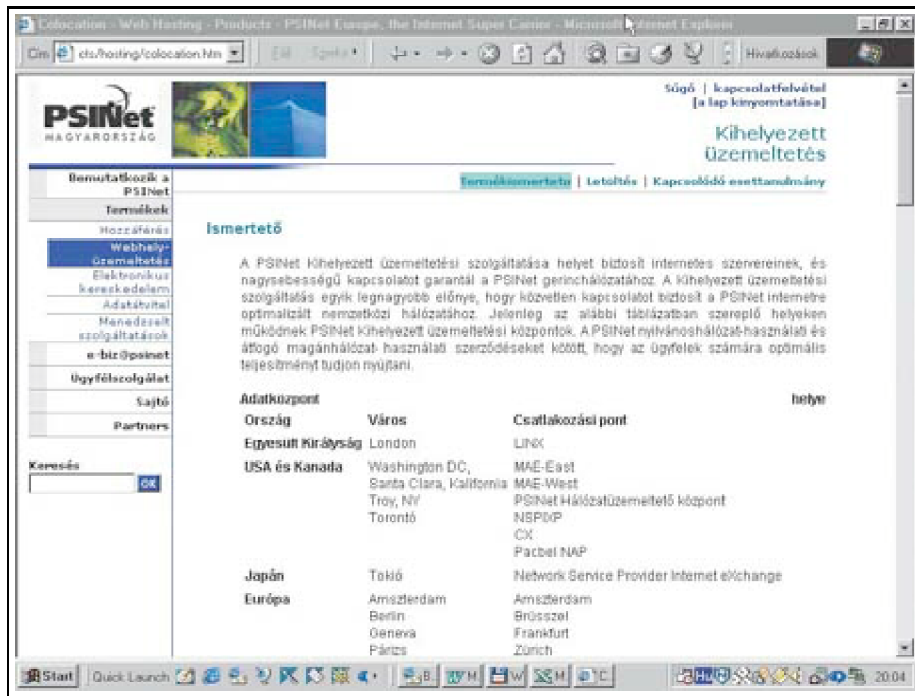 Colocation - Web Hosting - Products - PSINet Europe, the Internet Super Carrier - Microsoft Internet Explorer
Cím cts/hosting/colocation.htm
Hivatkozások
PSINet
MAGYARORSZÁG
Súgó | kapcsolatfelvétel
[a lap kinyomtatása]
Kihelyezett
üzemeltetés
Bemutatkozik a
PSINet
Termékismertető | Letöltés | Kapcsolódó esettanulmány
Termékek
Hozzáférés
Webhely-
üzemeltetés
Elektronikus
kereskedelem
Adatátvitel
Menedzselt
szolgáltatások
e-biz@psinet
Ügyfélszolgálat
Sajtó
Partners
Keresés
OK
Ismertető
A PSINet Kihelyezett üzemeltetési szolgáltatása helyet biztosít internetes szervereinek, és
nagysebességű kapcsolatot garantál a PSINet gerinchálózatához. A Kihelyezett üzemeltetési
szolgáltatás egyik legnagyobb előnye, hogy közvetlen kapcsolatot biztosít a PSINet internetre
optimalizált nemzetközi hálózatához. Jelenleg az alábbi táblázatban szereplő helyeken
működnek PSINet Kihelyezett üzemeltetési központok. A PSINet nyilvánoshálózat-használati és
átfogó magánhálózat- használati szerződéseket kötött, hogy az ügyfelek számára optimális
teljesítményt tudjon nyújtani.
Adatközpont helye
Ország Város Csatlakozási pont
Egyesült Királyság London LINX
USA és Kanada Washington DC, MAE-East
Santa Clara, Kalifornia MAE-West
Troy, NY PSINet Hálózatüzemeltető központ
Torontó NSPIXP
CX
Pacbel NAP
Japán Tokió Network Service Provider Internet eXchange
Európa Amszterdam Amszterdam
Berlin Brüsszel
Geneva Frankfurt
Párizs Zürich
Start Quick Launch B.. M W M C.. Hu 20:04